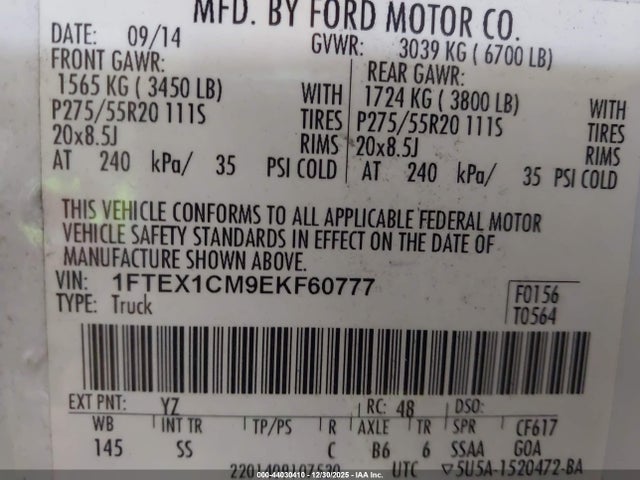 MFD. BY FORD MOTOR CO.
DATE: 09/14 GVWR: 3039 KG ( 6700 LB)
FRONT GAWR: REAR GAWR:
1565 KG ( 3450 LB) WITH 1724 KG ( 3800 LB) WITH
P275/55R20 111S TIRES P275/55R20 111S TIRES
20x8.5J RIMS 20x8.5J RIMS
AT 240 kPa/ 35 PSI COLD AT 240 kPa/ 35 PSI COLD
THIS VEHICLE CONFORMS TO ALL APPLICABLE FEDERAL MOTOR
VEHICLE SAFETY STANDARDS IN EFFECT ON THE DATE OF
MANUFACTURE SHOWN ABOVE.
VIN: 1FTEX1CM9EKF60777 F0156
TYPE: Truck T0564
EXT PNT: YZ RC: 48 DSO:
WB INT TR TP/PS R AXLE TR SPR CF617
145 SS C B6 6 SSAA GOA
UTC ▽5U5A-1520472-BA
© 44030410 - 12/30/2025 - IAAI